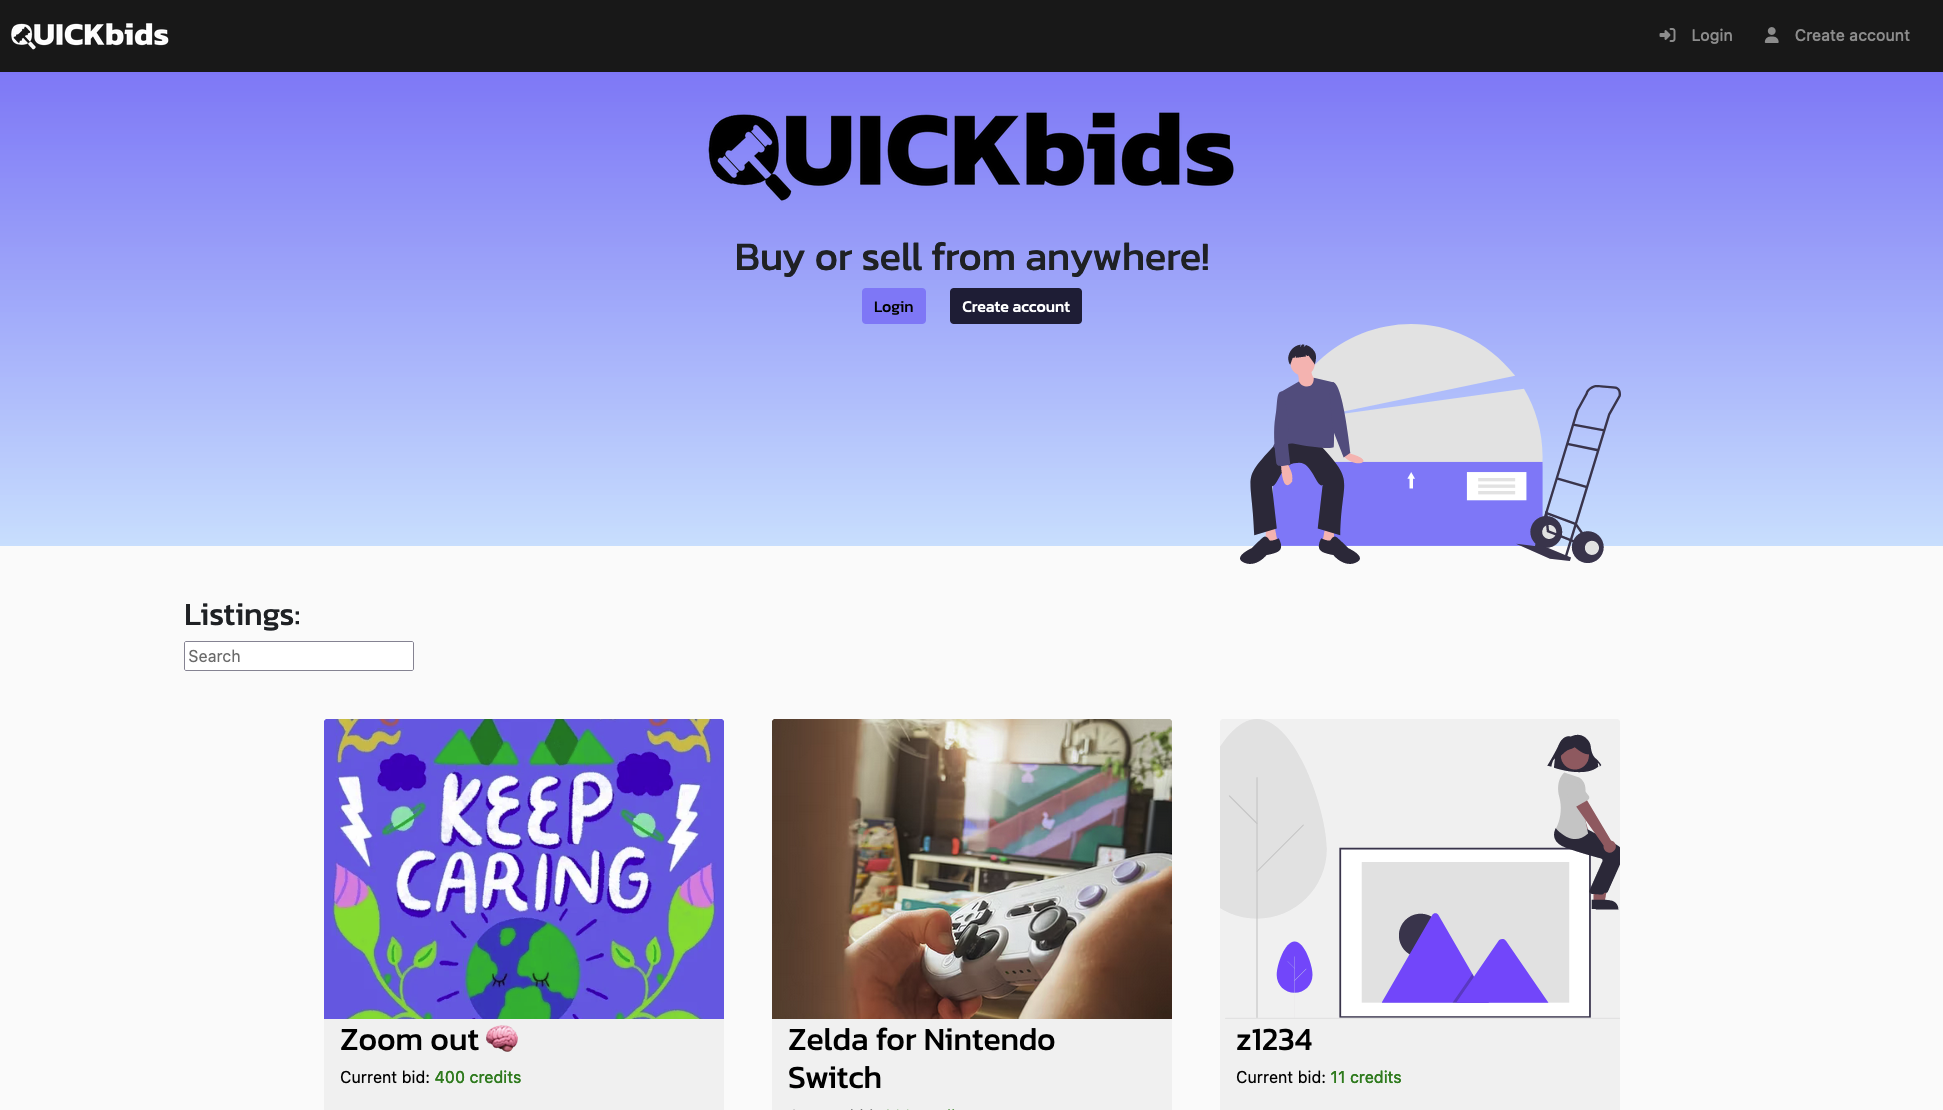 QUICKbids
Login
Create account
QUICKbids
Buy or sell from anywhere!
Login
Create account
Listings:
Search
KEEP
CARING
Zoom out 🧠
Current bid: 400 credits
Zelda for Nintendo
Switch
z1234
Current bid: 11 credits